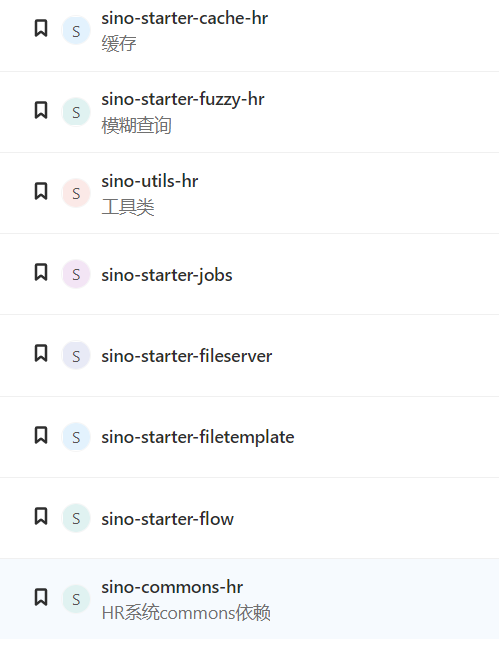 sino-starter-cache-hr
S
缓存
sino-starter-fuzzy-hr
S
模糊查询
sino-utils-hr
S
工具类
S sino-starter-jobs
S sino-starter-fileserver
S sino-starter-filetemplate
S sino-starter-flow
sino-commons-hr
S
HR系统commons依赖